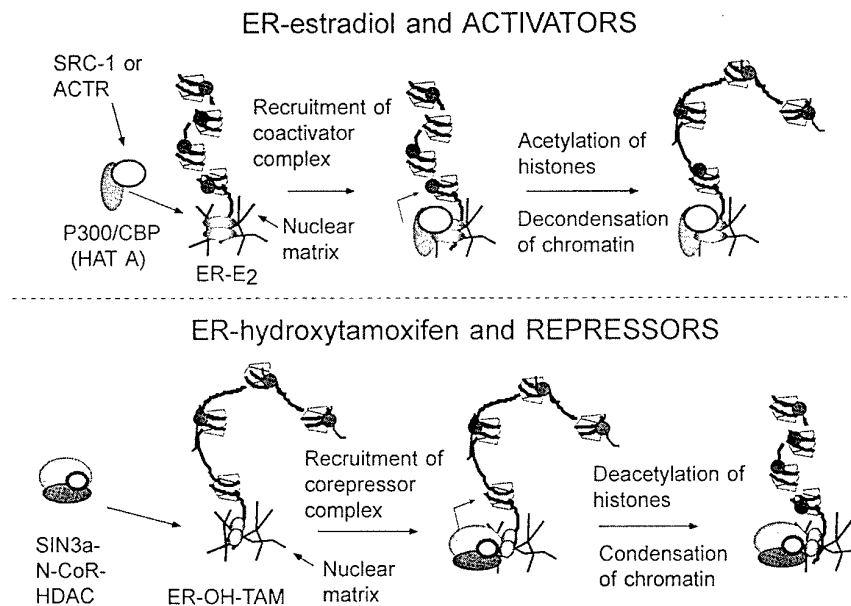 ER-estradiol and ACTIVATORS
SRC-1 or
ACTR
Recruitment of
coactivator
complex
Acetylation of
histones
Decondensation
of chromatin
P300/CBP
(HAT A)
Nuclear
matrix
ER-E2
ER-hydroxytamoxifen and REPRESSORS
Recruitment of
corepressor
complex
Deacetylation of
histones
Condensation
of chromatin
SIN3a-
N-CoR-
HDAC
ER-OH-TAM
Nuclear
matrix